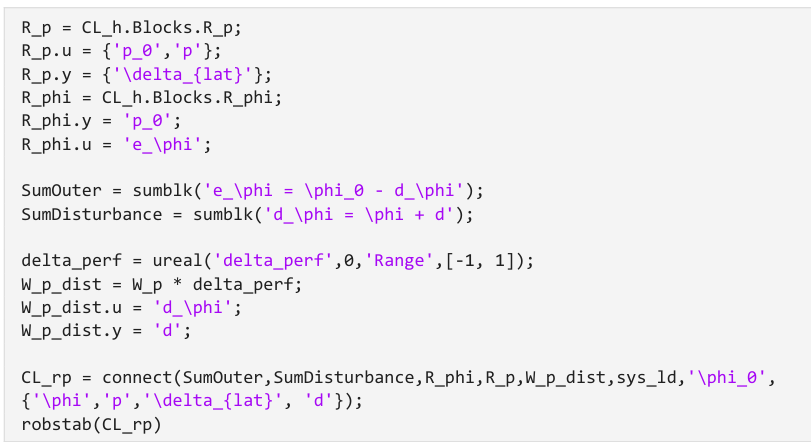 R_p = CL_h.Blocks.R_p;
R_p.u = {'p_0','p'};
R_p.y = {'\delta_{lat}'};
R_phi = CL_h.Blocks.R_phi;
R_phi.y = 'p_0';
R_phi.u = 'e_\phi';
SumOuter = sumblk('e_\phi = \phi_0 - d_\phi');
SumDisturbance = sumblk('d_\phi = \phi + d');
delta_perf = ureal('delta_perf',0,'Range',[-1, 1]);
W_p_dist = W_p * delta_perf;
W_p_dist.u = 'd_\phi';
W_p_dist.y = 'd';
CL_rp = connect(SumOuter,SumDisturbance,R_phi,R_p,W_p_dist,sys_ld,'\phi_0',
{'\phi','p','\delta_{lat}', 'd'});
robstab(CL_rp)